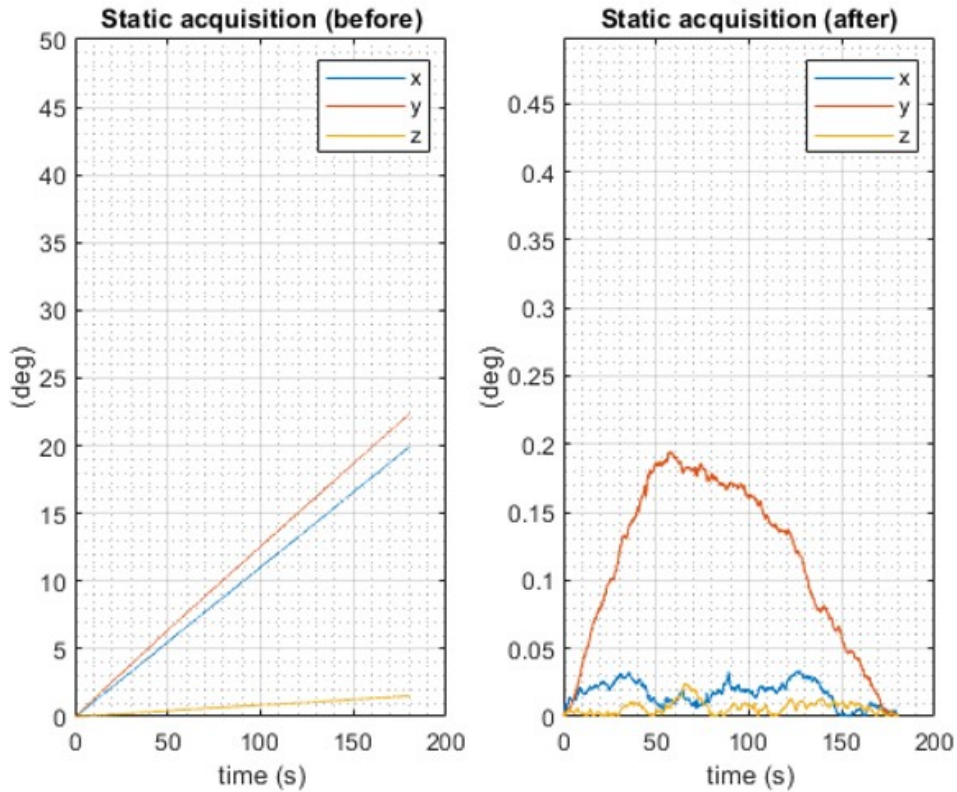 Static acquisition (before)
50
45
40
35
30
25
20
15
10
5
0
(deg)
x
y
z
0
50
100
150
200
time (s)
Static acquisition (after)
0.45
0.4
0.35
0.3
0.25
0.2
0.15
0.1
0.05
0
(deg)
x
y
z
0
50
100
150
200
time (s)